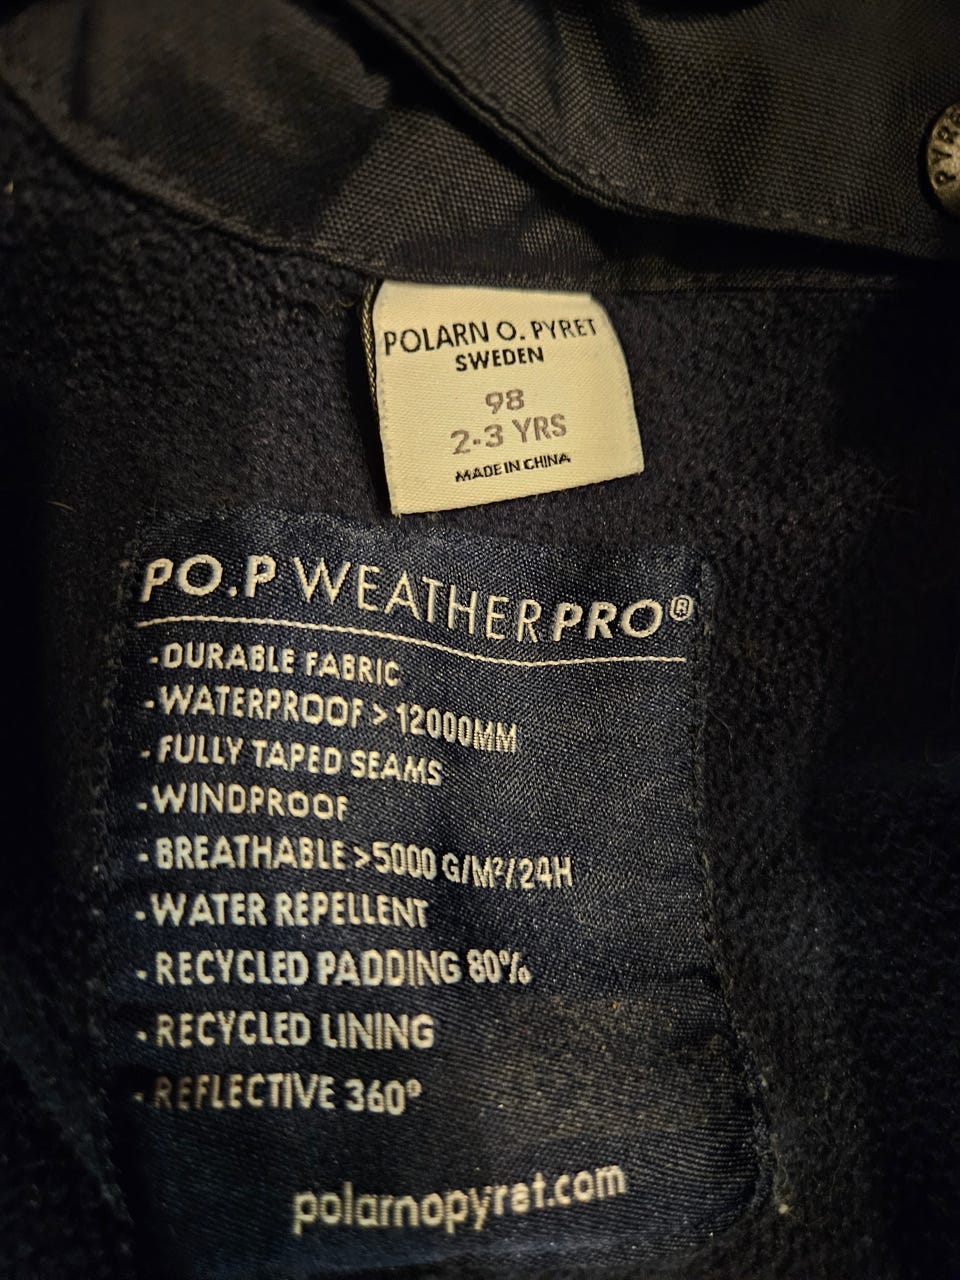 PYRE
POLARN O. PYRET
SWEDEN
98
2-3 YRS
MADE IN CHINA
PO.P WEATHERPRO®
-DURABLE FABRIC
-WATERPROOF > 12000MM
-FULLY TAPED SEAMS
-WINDPROOF
-BREATHABLE >5000 G/M²/24H
-WATER REPELLENT
-RECYCLED PADDING 80%
-RECYCLED LINING
-REFLECTIVE 360°
polarnopyret.com